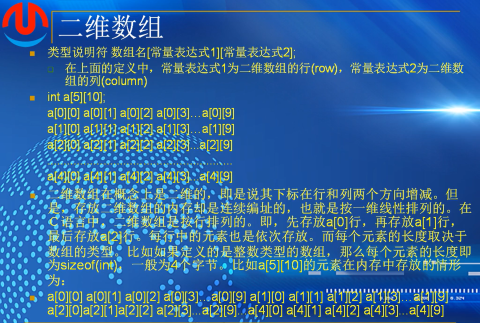 二维数组
类型说明符 数组名[常量表达式1][常量表达式2];
在上面的定义中，常量表达式1为二维数组的行(row)，常量表达式2为二维数
组的列(column)
int a[5][10];
a[0][0] a[0][1] a[0][2] a[0][3]…a[0][9]
a[1][0] a[1][1] a[1][2] a[1][3]…a[1][9]
a[2][0] a[2][1] a[2][2] a[2][3]…a[2][9]
a[4][0] a[4][1] a[4][2] a[4][3]…a[4][9]
二维数组在概念上是二维的，即是说其下标在行和列两个方向增减。但
是，存放二维数组的内存却是连续编址的，也就是按一维线性排列的。在
C语言中，二维数组是按行排列的。即，先存放a[0]行，再存放a[1]行，
最后存放a[2]行。每行中的元素也是依次存放。而每个元素的长度取决于
数组的类型，比如如果定义的是整数类型的数组，那么每个元素的长度即
为sizeof(int)，一般为4个字节。比如a[5][10]的元素在内存中存放的情形
为：
a[0][0] a[0][1] a[0][2] a[0][3]…a[0][9] a[1][0] a[1][1] a[1][2] a[1][3]…a[1][9]
a[2][0]a[2][1]a[2][2] a[2][3]…a[2][9]…a[4][0] a[4][1] a[4][2] a[4][3]…a[4][9]